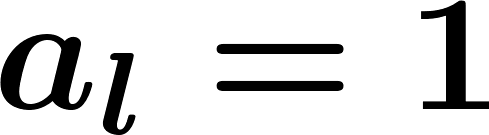 a_l = 1